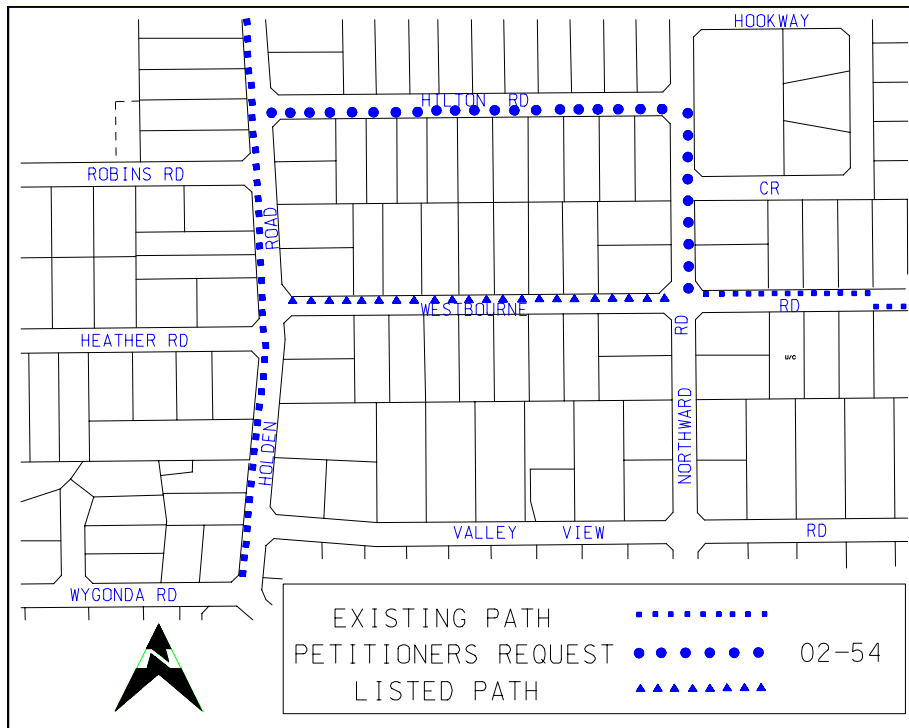 HOOKWAY
HILTON RD
ROBINS RD
CR
ROAD
WESTBOURNE
RD
RD
HEATHER RD
u/c
NORTHWARD
HOLDEN
VALLEY VIEW
RD
WYGONDA RD
EXISTING PATH
PETITIONERS REQUEST
02-54
LISTED PATH
N